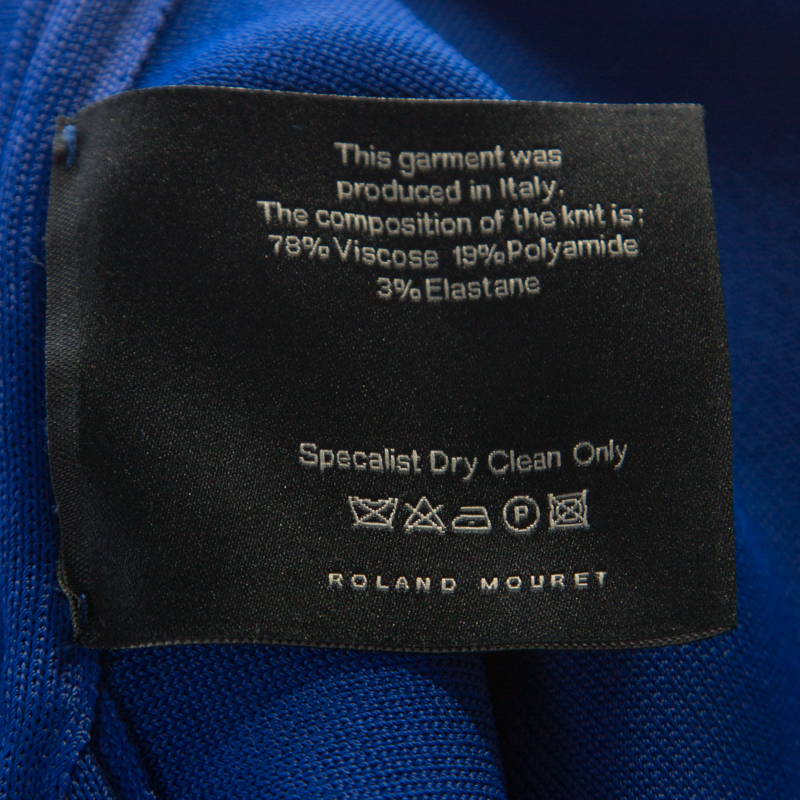 This garment was
produced in Italy.
The composition of the knit is:
78% Viscose 19% Polyamide
3% Elastane
Specalist Dry Clean Only
P
ROLAND MOURET